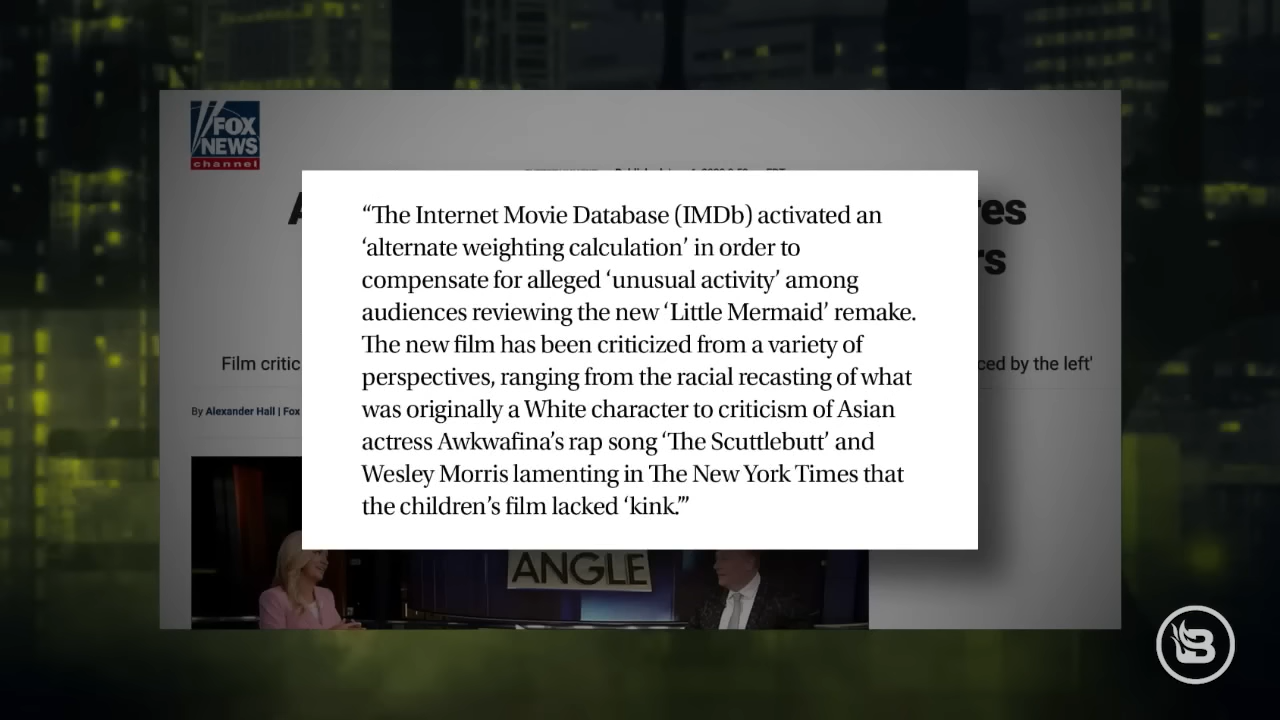 FOX
NEWS
channel
“The Internet Movie Database (IMDb) activated an
‘alternate weighting calculation’ in order to
compensate for alleged ‘unusual activity’ among
audiences reviewing the new ‘Little Mermaid’ remake.
The new film has been criticized from a variety of
perspectives, ranging from the racial recasting of what
was originally a White character to criticism of Asian
actress Awkwafina’s rap song ‘The Scuttlebutt’ and
Wesley Morris lamenting in The New York Times that
the children’s film lacked ‘kink.’”
Film critic
ced by the left'
By Alexander Hall | Fox
ANGLE